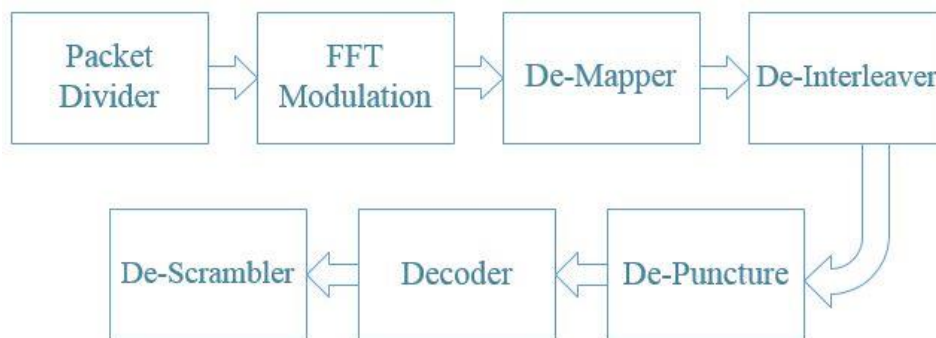 Packet
Divider
FFT
Modulation
De-Mapper
De-Interleaver
De-Puncture
Decoder
De-Scrambler